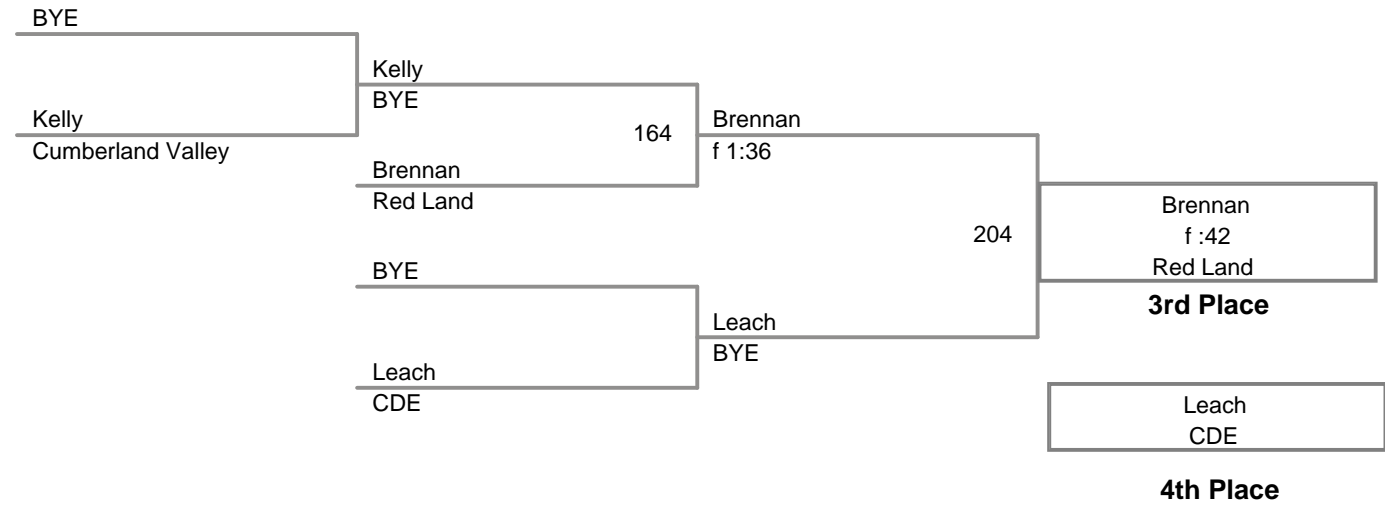 BYE
Kelly
Cumberland Valley
Kelly
BYE
164
Brennan
Red Land
BYE
Leach
CDE
Brennan
f 1:36
204
Leach
BYE
Brennan
f :42
Red Land
3rd Place
Leach
CDE
4th Place